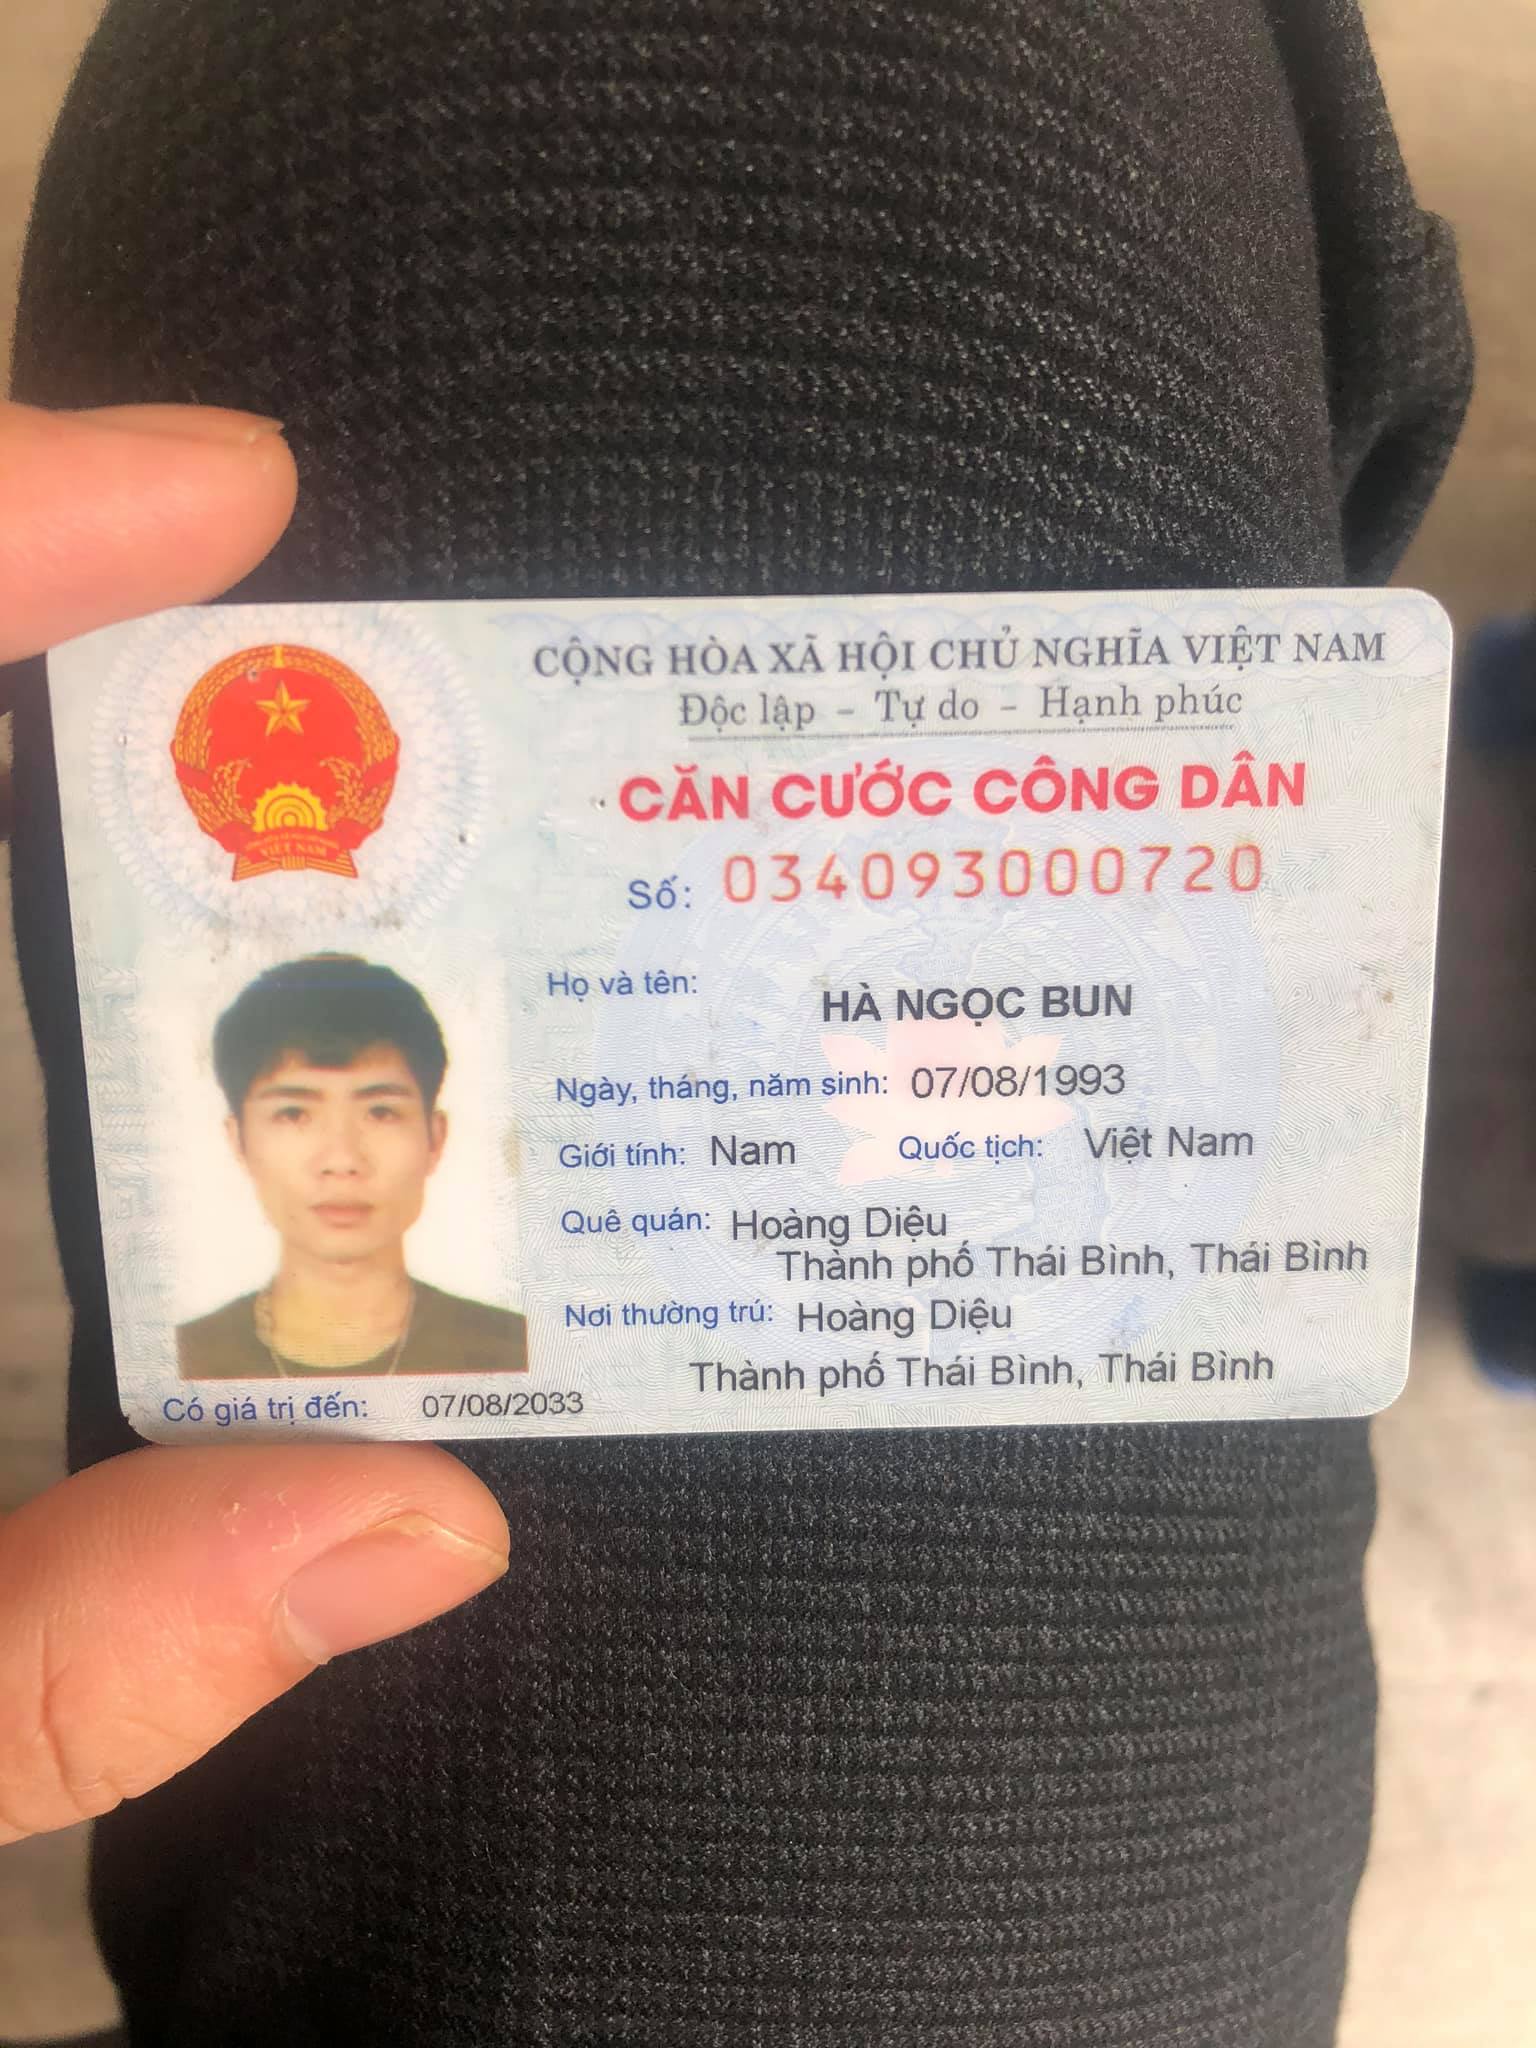 CỘNG HÒA XÃ HỘI CHỦ NGHĨA VIỆT NAM
Độc lập - Tự do - Hạnh phúc
CĂN CƯỚC CÔNG DÂN
Số: 034093000720
Họ và tên: HÀ NGỌC BUN
Ngày, tháng, năm sinh: 07/08/1993
Giới tính: Nam Quốc tịch: Việt Nam
Quê quán: Hoàng Diệu
Thành phố Thái Bình, Thái Bình
Nơi thường trú: Hoàng Diệu
Thành phố Thái Bình, Thái Bình
Có giá trị đến: 07/08/2033
VIỆT NAM